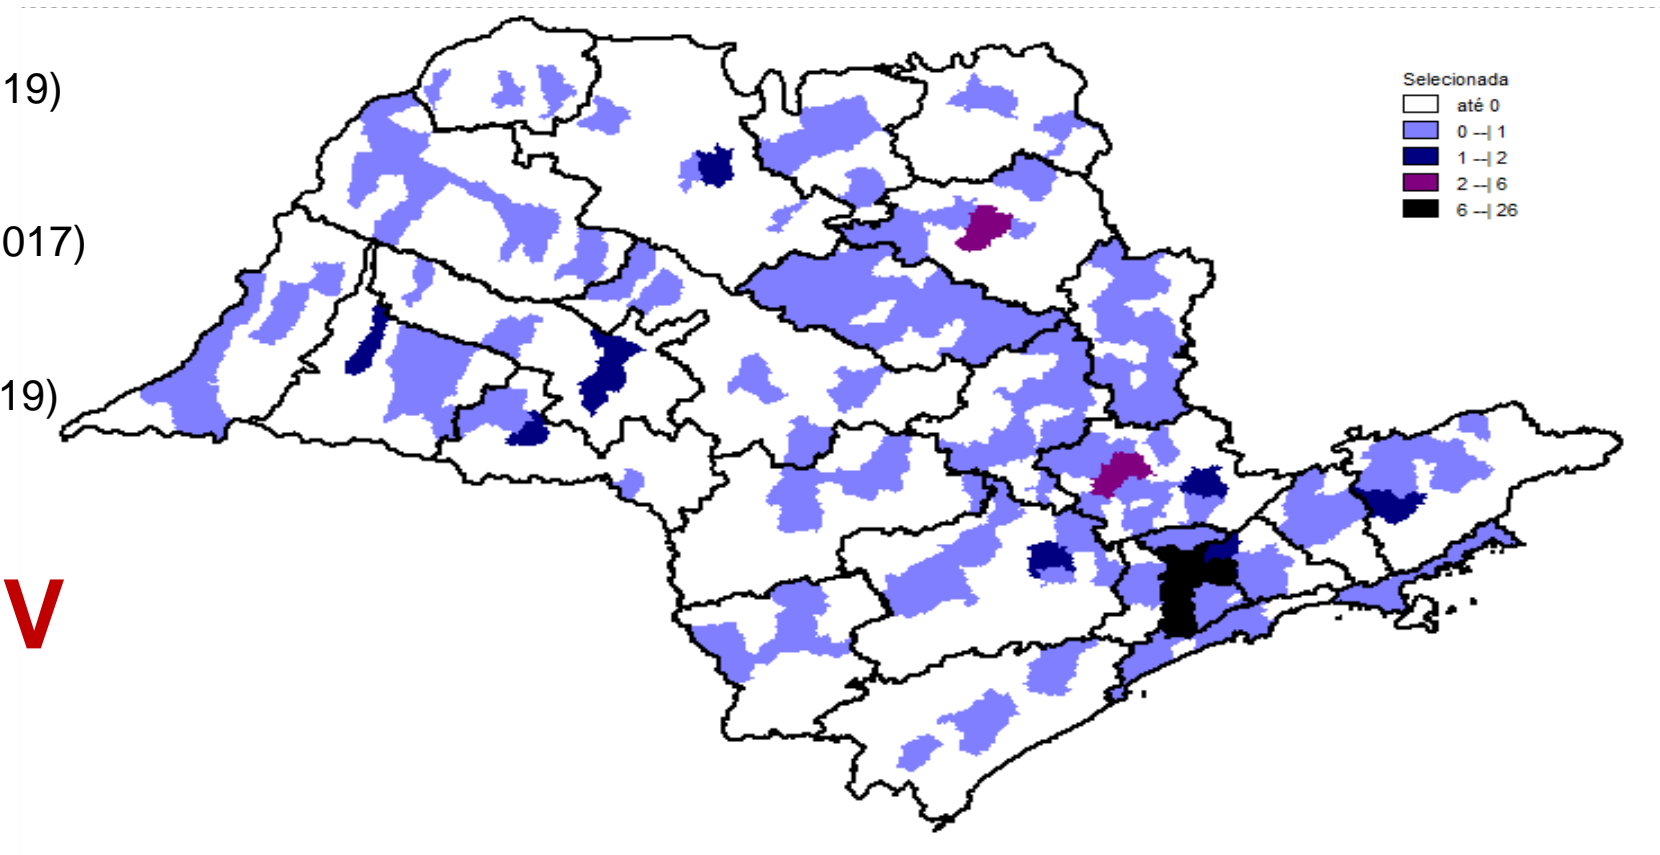 19)
017)
19)
V
Selecionada
até 0
0 --| 1
1 --| 2
2 --| 6
6 --| 26